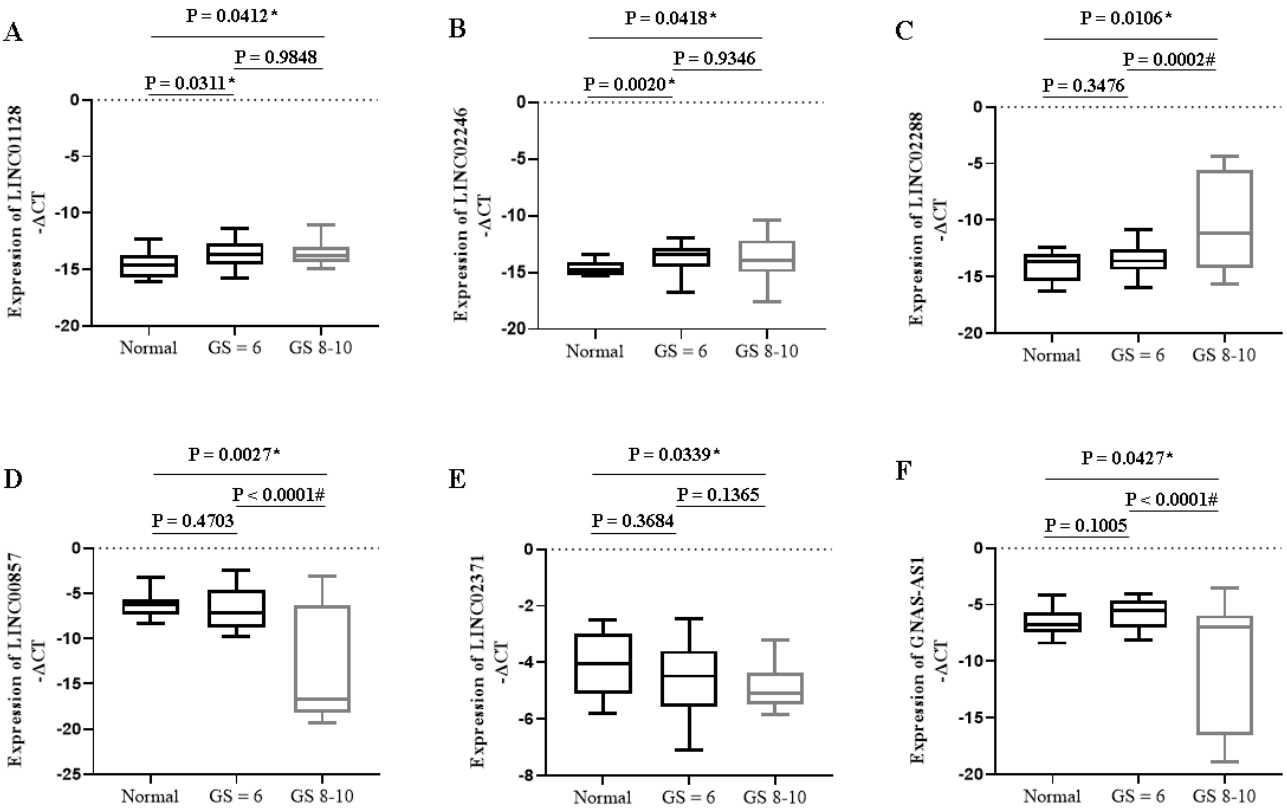 A
P = 0.0412*
P = 0.9848
P = 0.0311*
Expression of LINC01128
-ΔCT
0
-5
-10
-15
-20
Normal
GS = 6
GS 8-10
B
P = 0.0418*
P = 0.9346
P = 0.0020*
Expression of LINC02246
-ΔCT
0
-5
-10
-15
-20
Normal
GS = 6
GS 8-10
C
P = 0.0106*
P = 0.0002#
P = 0.3476
Expression of LINC02288
-ΔCT
0
-5
-10
-15
-20
Normal
GS = 6
GS 8-10
D
P = 0.0027*
P < 0.0001#
P = 0.4703
Expression of LINC00857
-ΔCT
0
-5
-10
-15
-20
-25
Normal
GS = 6
GS 8-10
E
P = 0.0339*
P = 0.1365
P = 0.3684
Expression of LINC02371
-ΔCT
0
-2
-4
-6
-8
Normal
GS = 6
GS 8-10
F
P = 0.0427*
P < 0.0001#
P = 0.1005
Expression of GNAS-AS1
-ΔCT
0
-5
-10
-15
-20
Normal
GS = 6
GS 8-10